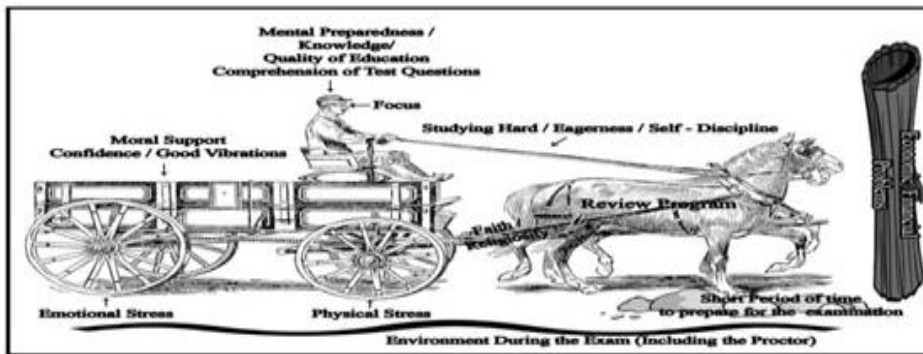 Mental Preparedness /
Knowledge/
Quality of Education
Comprehension of Test Questions
Focus
Studying Hard / Eagerness / Self - Discipline
Moral Support
Confidence / Good Vibrations
Review Program
Faith /
Religiosity
Emotional Stress
Physical Stress
Short Period of time
to prepare for the examination
Environment During the Exam (Including the Proctor)
Problem